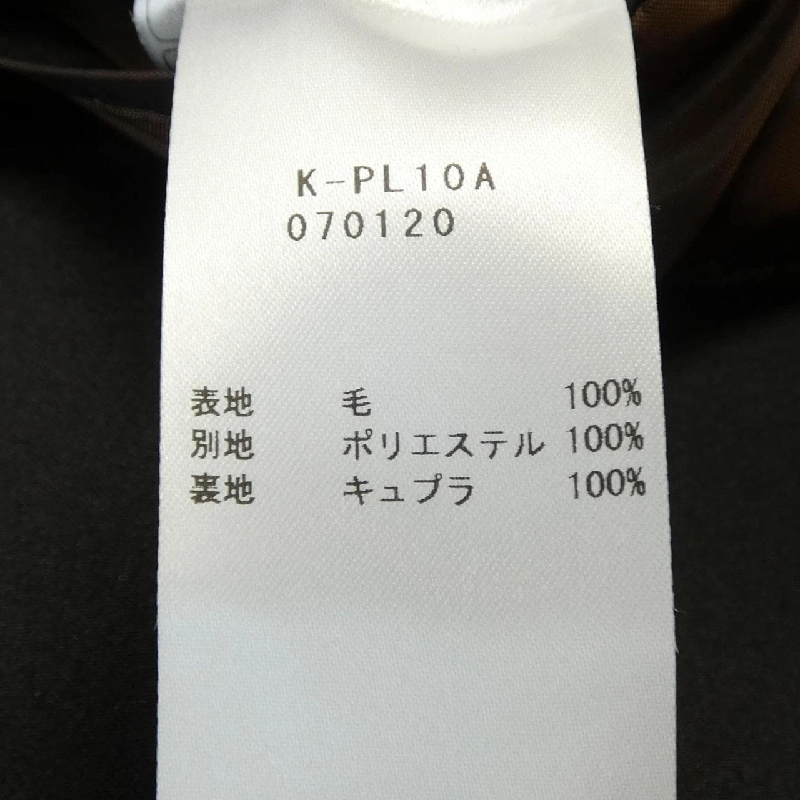 K-PL10A
070120
表地 毛 100%
別地 ポリエステル 100%
裏地 キュプラ 100%